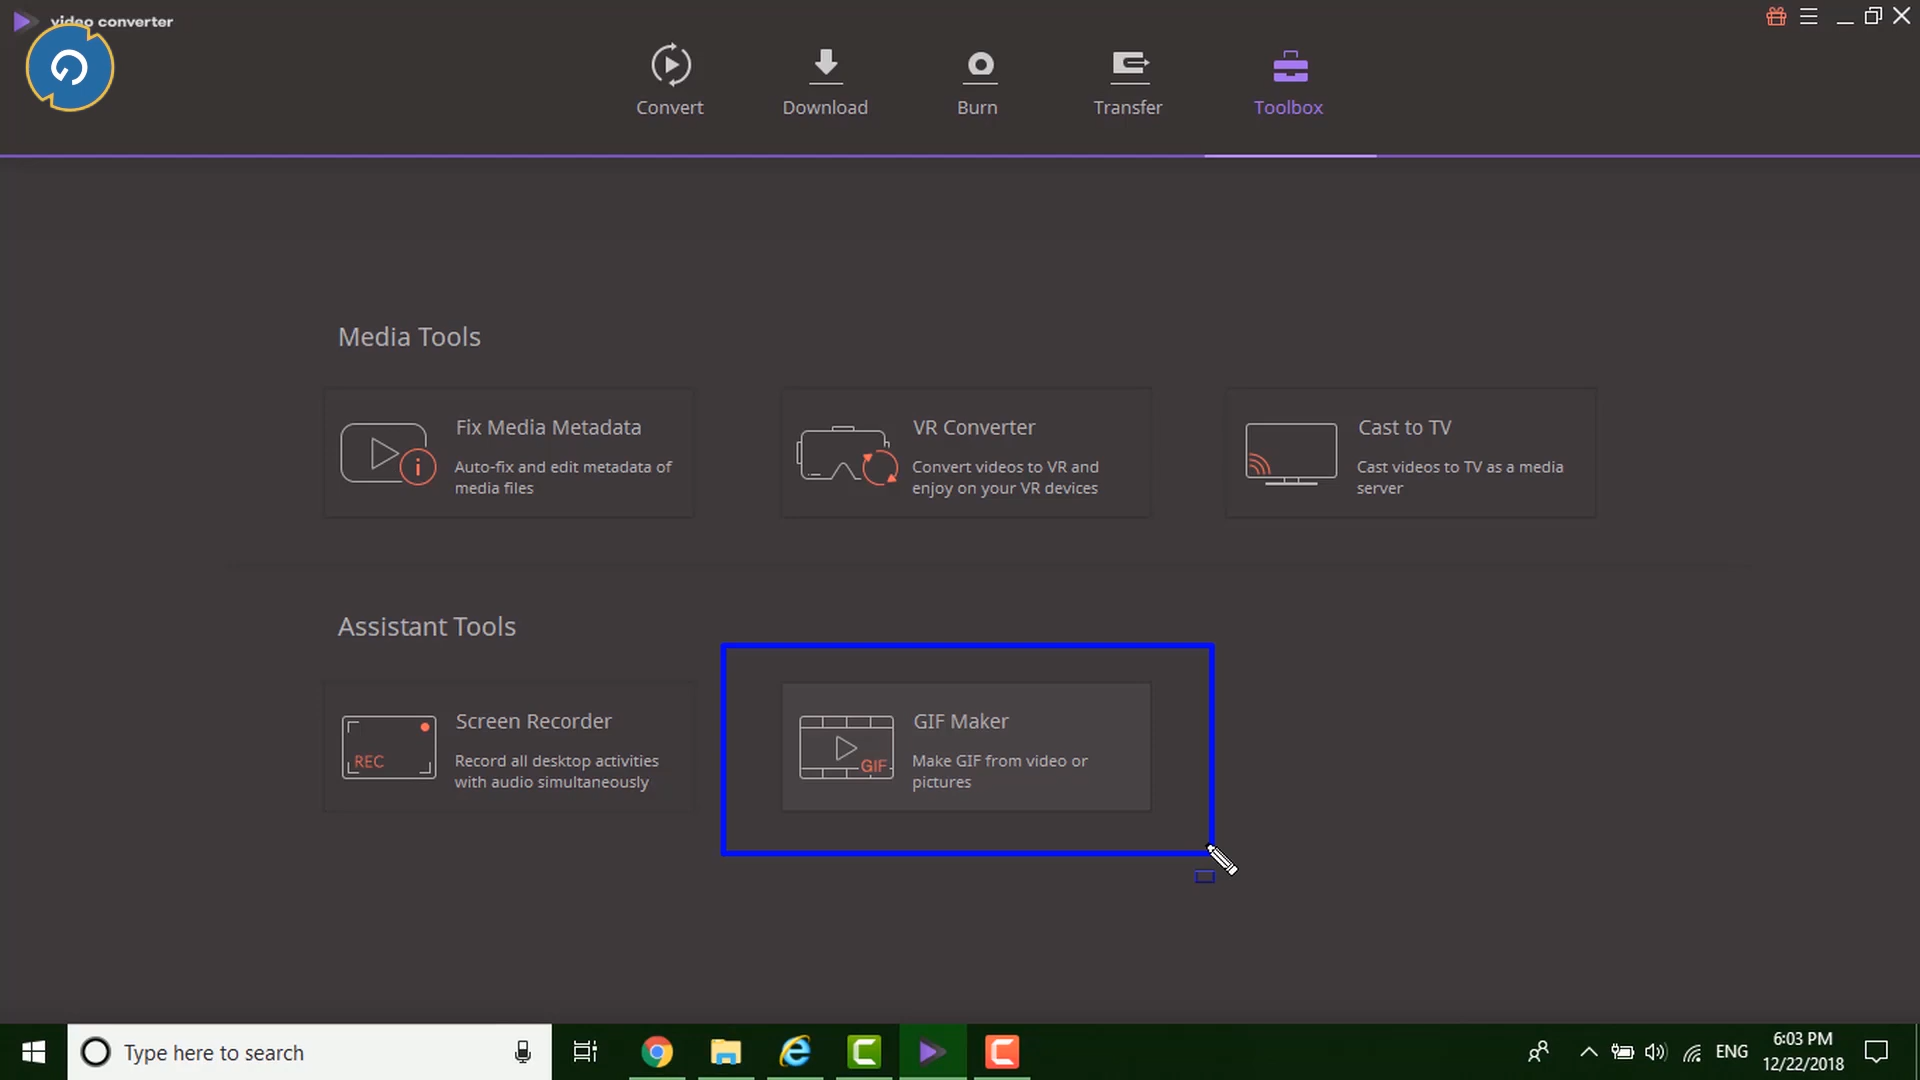 video converter
Convert
Download
Burn
Transfer
Toolbox
Media Tools
Fix Media Metadata
Auto-fix and edit metadata of
media files
VR Converter
Convert videos to VR and
enjoy on your VR devices
Cast to TV
Cast videos to TV as a media
server
Assistant Tools
REC
Screen Recorder
Record all desktop activities
with audio simultaneously
GIF
GIF Maker
Make GIF from video or
pictures
Type here to search
ENG
6:03 PM
12/22/2018